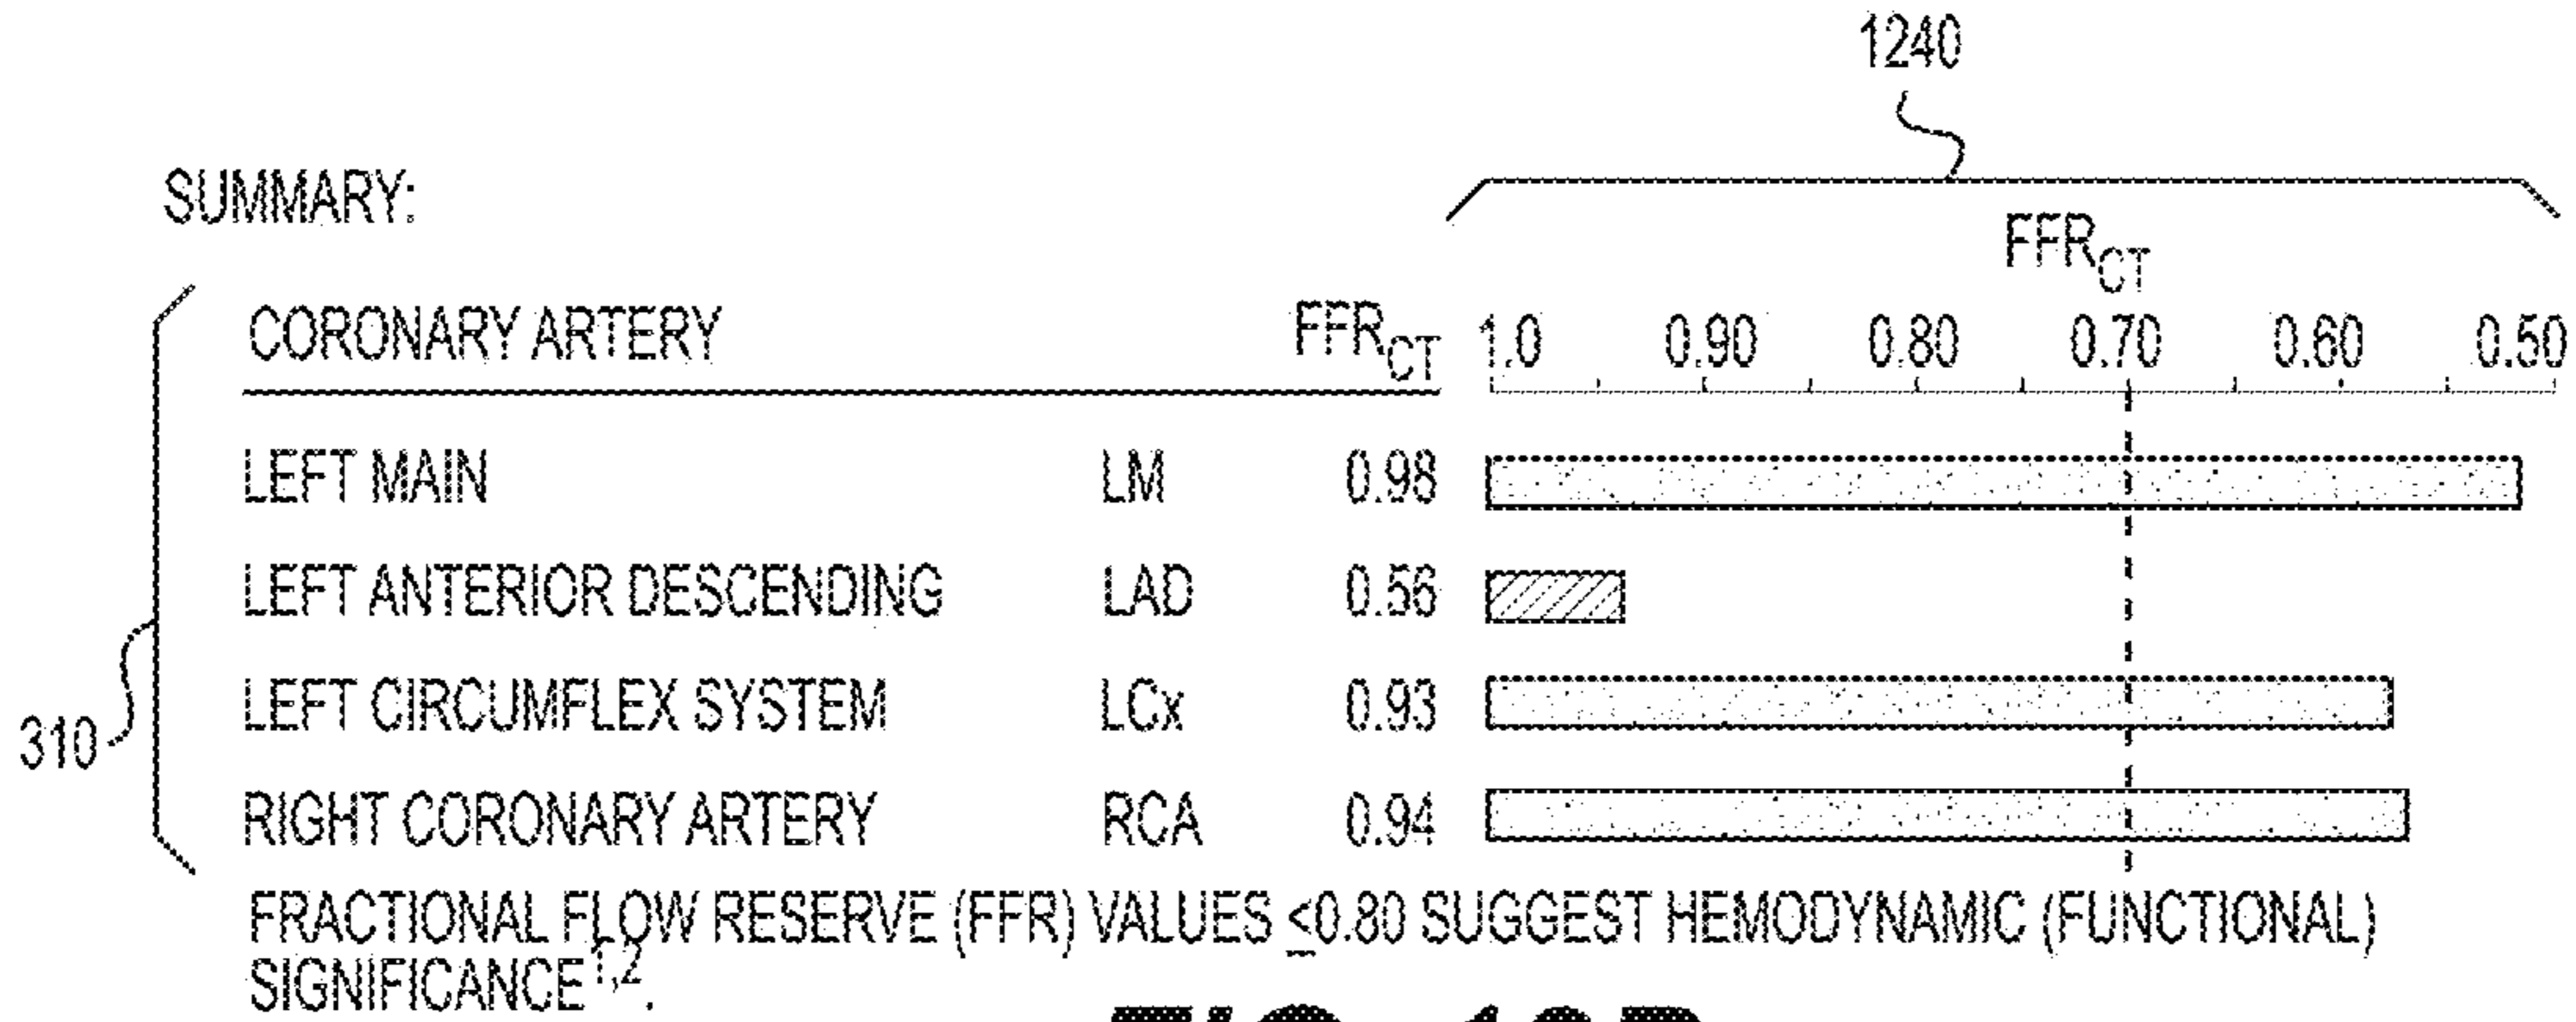 1240
SUMMARY:
FFRCT
CORONARY ARTERY FFRCT 1.0 0.90 0.80 0.70 0.60 0.50
LEFT MAIN LM 0.98
LEFT ANTERIOR DESCENDING LAD 0.56
LEFT CIRCUMFLEX SYSTEM LCx 0.93
310
RIGHT CORONARY ARTERY RCA 0.94
FRACTIONAL FLOW RESERVE (FFR) VALUES ≤0.80 SUGGEST HEMODYNAMIC (FUNCTIONAL)
SIGNIFICANCE1,2.